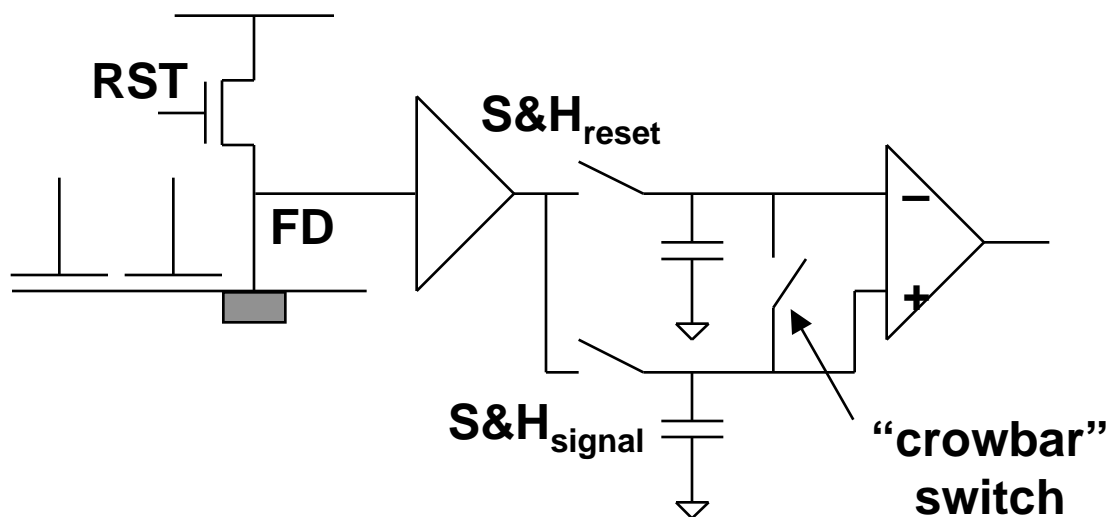 RST
S&Hreset
FD
−
+
S&Hsignal
“crowbar”
switch